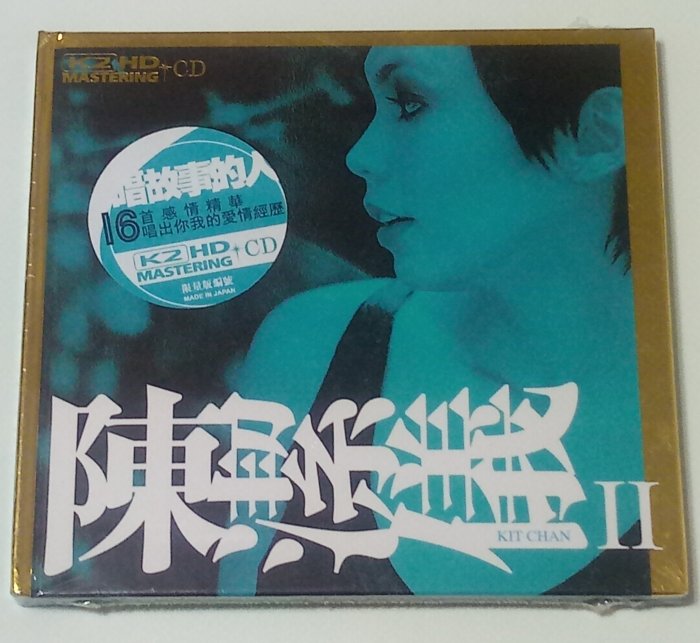 K2 HD
MASTERING + CD
唱故事的人
16 首感情精華
唱出你我的愛情經歷
K2 HD
MASTERING + CD
限量版編號
MADE IN JAPAN
陳
KIT CHAN
II